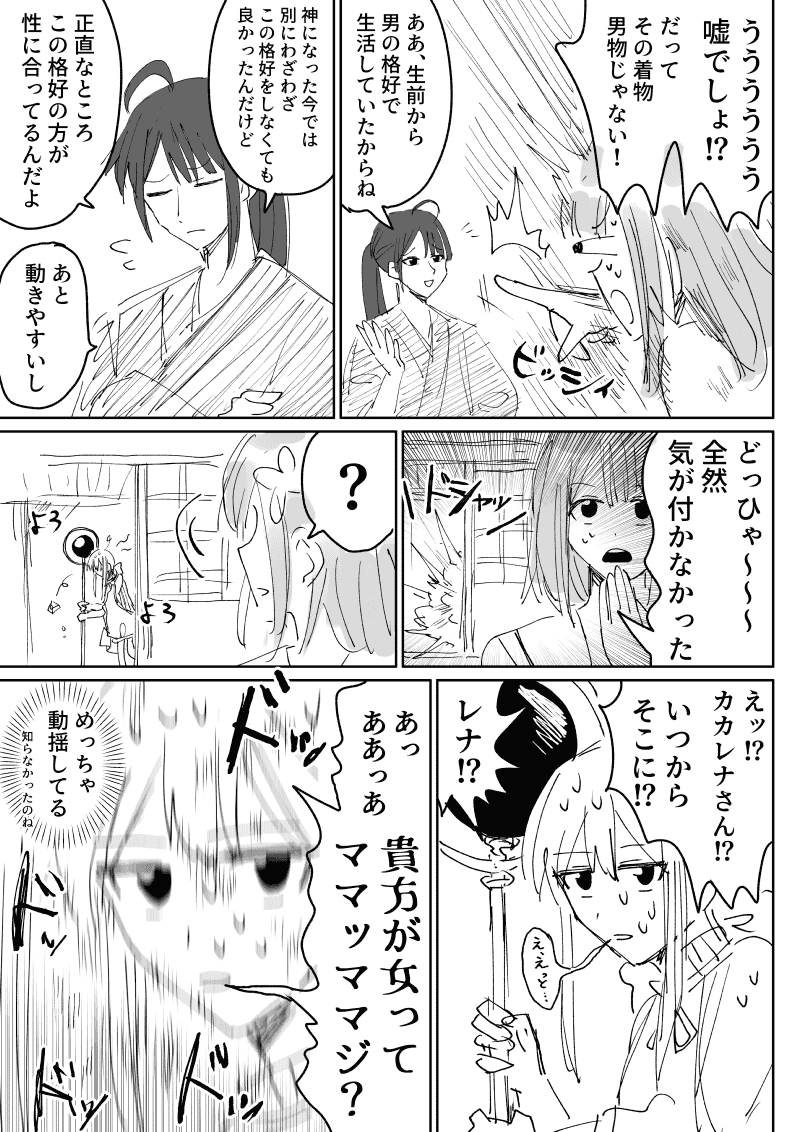 うううううう
嘘でしょ!?
だって
その着物
男物じゃない！
ああ、生前から
男の格好で
生活していたからね
ビッシィ
神になった今では
別にわざわざ
この格好をしなくても
良かったんだけど
正直なところ
この格好の方が
性に合ってるんだよ
あと
動きやすいし
どっひゃ〜〜〜
全然
気が付かなかった
ドシャッ
？
よろ
よろ
えッ!?
カカレナさん!?
いつから
そこに!?
レナ!?
え、えっと…
あっ
ああっあ
貴方が女って
ママッママジ？
ドッ
ドッ
ドッ
めっちゃ
動揺してる
知らなかったのね